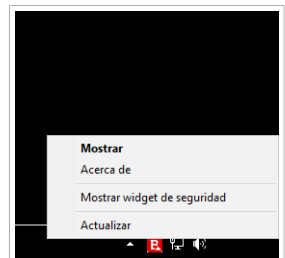 Mostrar
Acerca de
Mostrar widget de seguridad
Actualizar
B